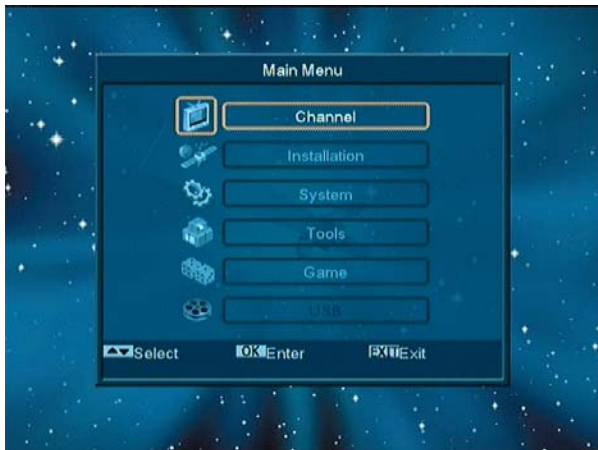 Main Menu
Channel
Installation
System
Tools
Game
USB
Select OK Enter EXIT Exit